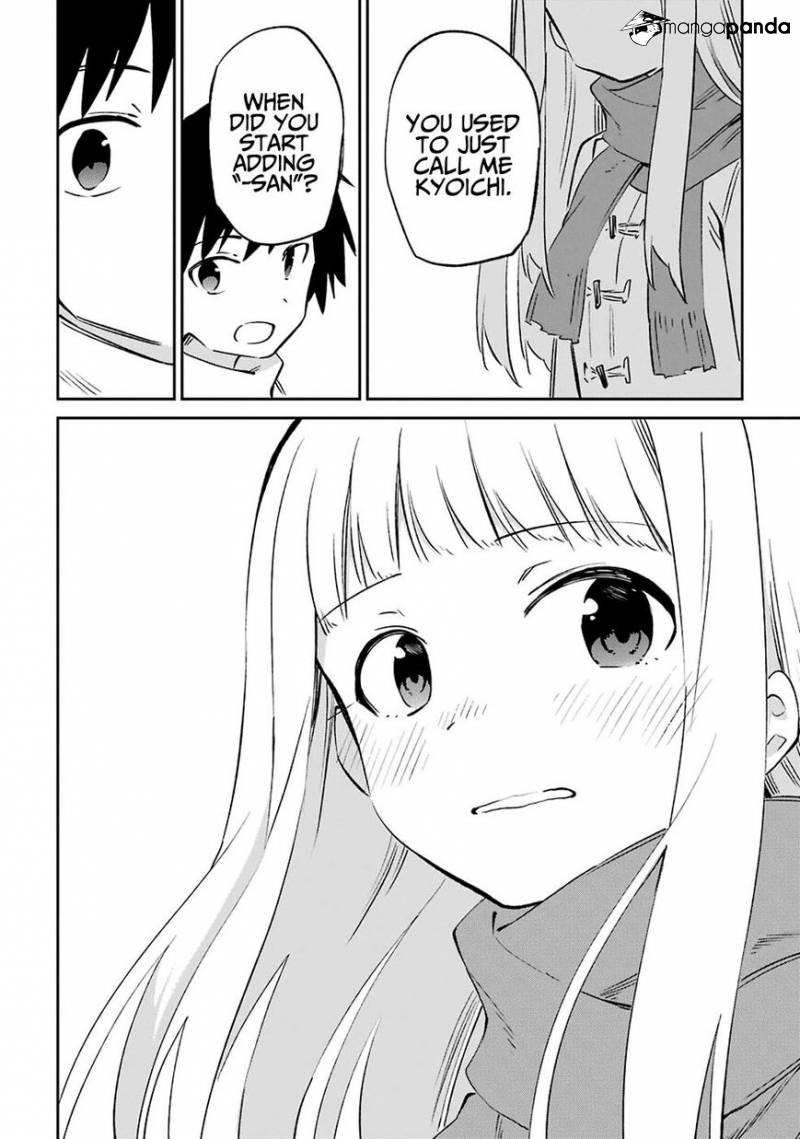 mangapanda
YOU USED
TO JUST
CALL ME
KYOICHI.
WHEN
DID YOU
START
ADDING
"-SAN"?